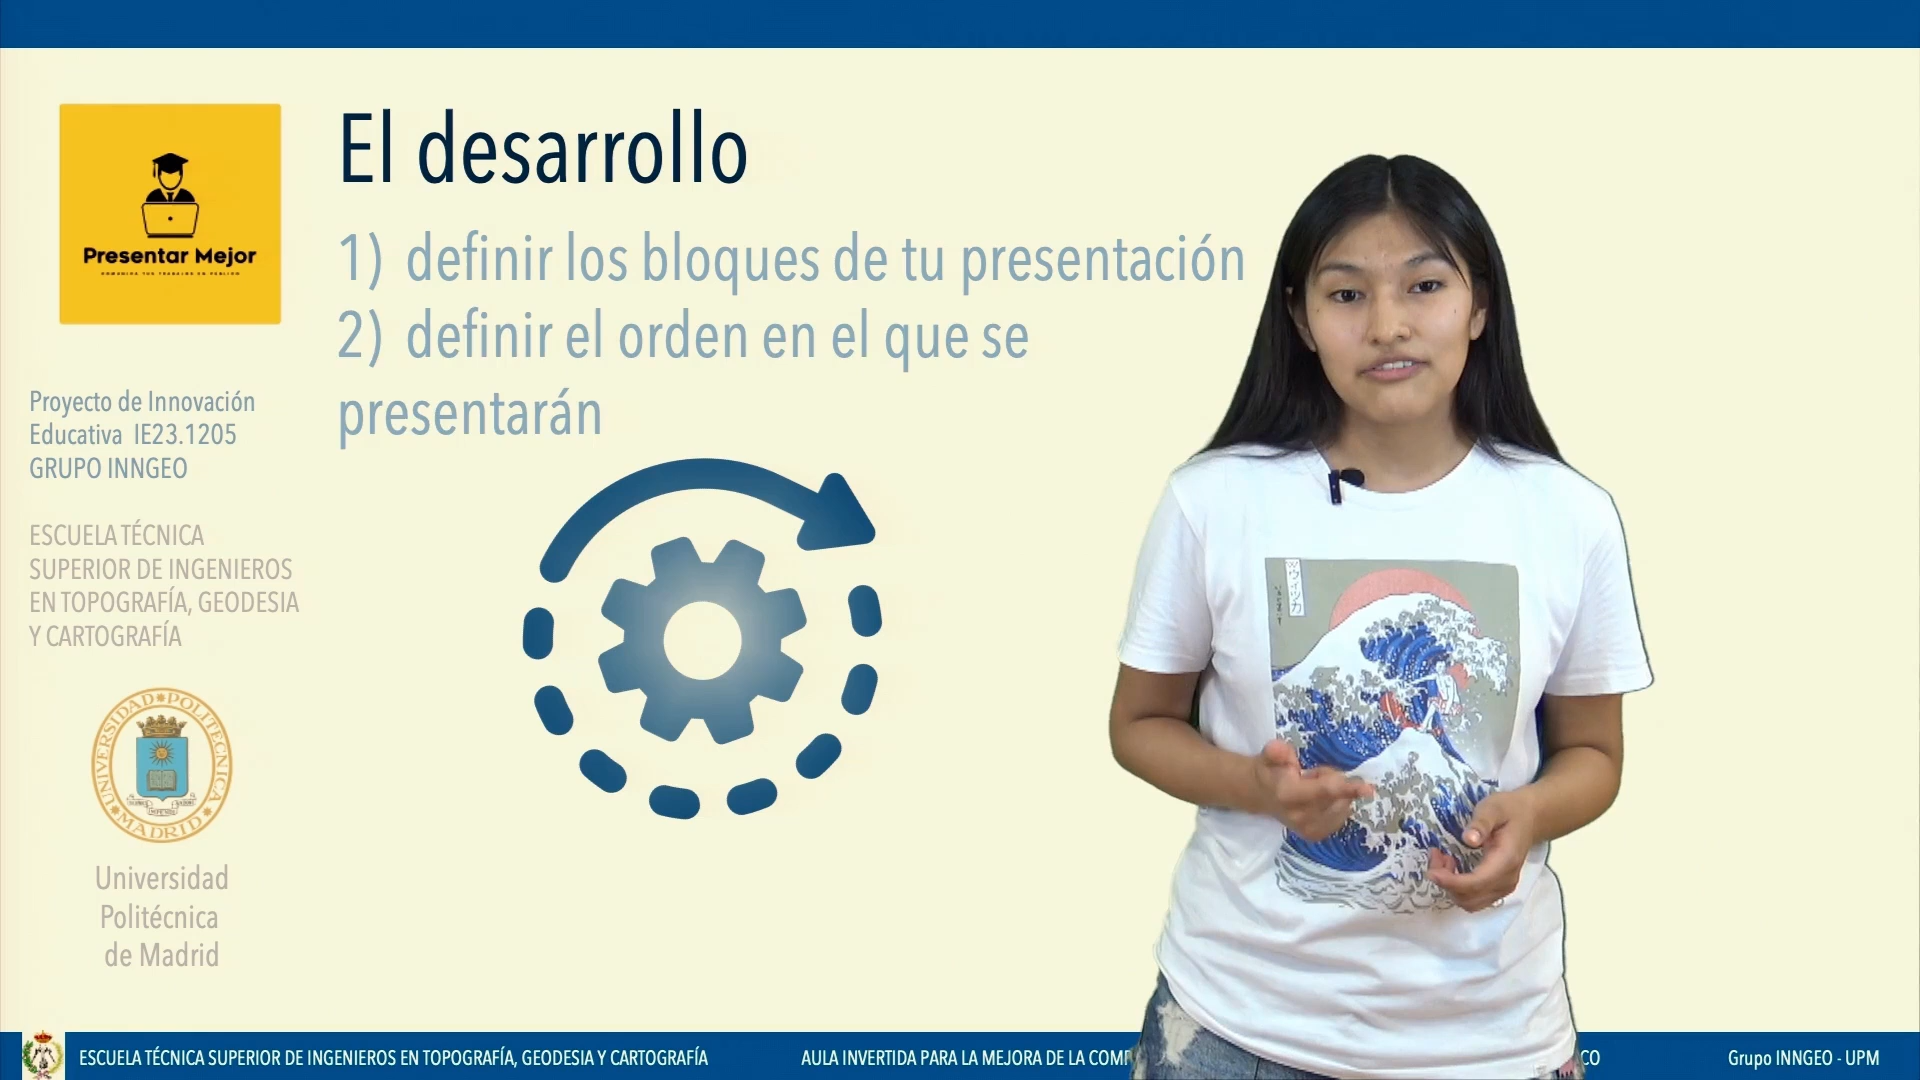 El desarrollo
1) definir los bloques de tu presentación
2) definir el orden en el que se
presentarán
Presentar Mejor
Proyecto de Innovación
Educativa IE23.1205
GRUPO INNGEO
ESCUELA TÉCNICA
SUPERIOR DE INGENIEROS
EN TOPOGRAFÍA, GEODESIA
Y CARTOGRAFÍA
UNIVERSIDAD POLITÉCNICA
MADRID
Universidad
Politécnica
de Madrid
ESCUELA TÉCNICA SUPERIOR DE INGENIEROS EN TOPOGRAFÍA, GEODESIA Y CARTOGRAFÍA
AULA INVERTIDA PARA LA MEJORA DE LA
Grupo INNGEO - UPM